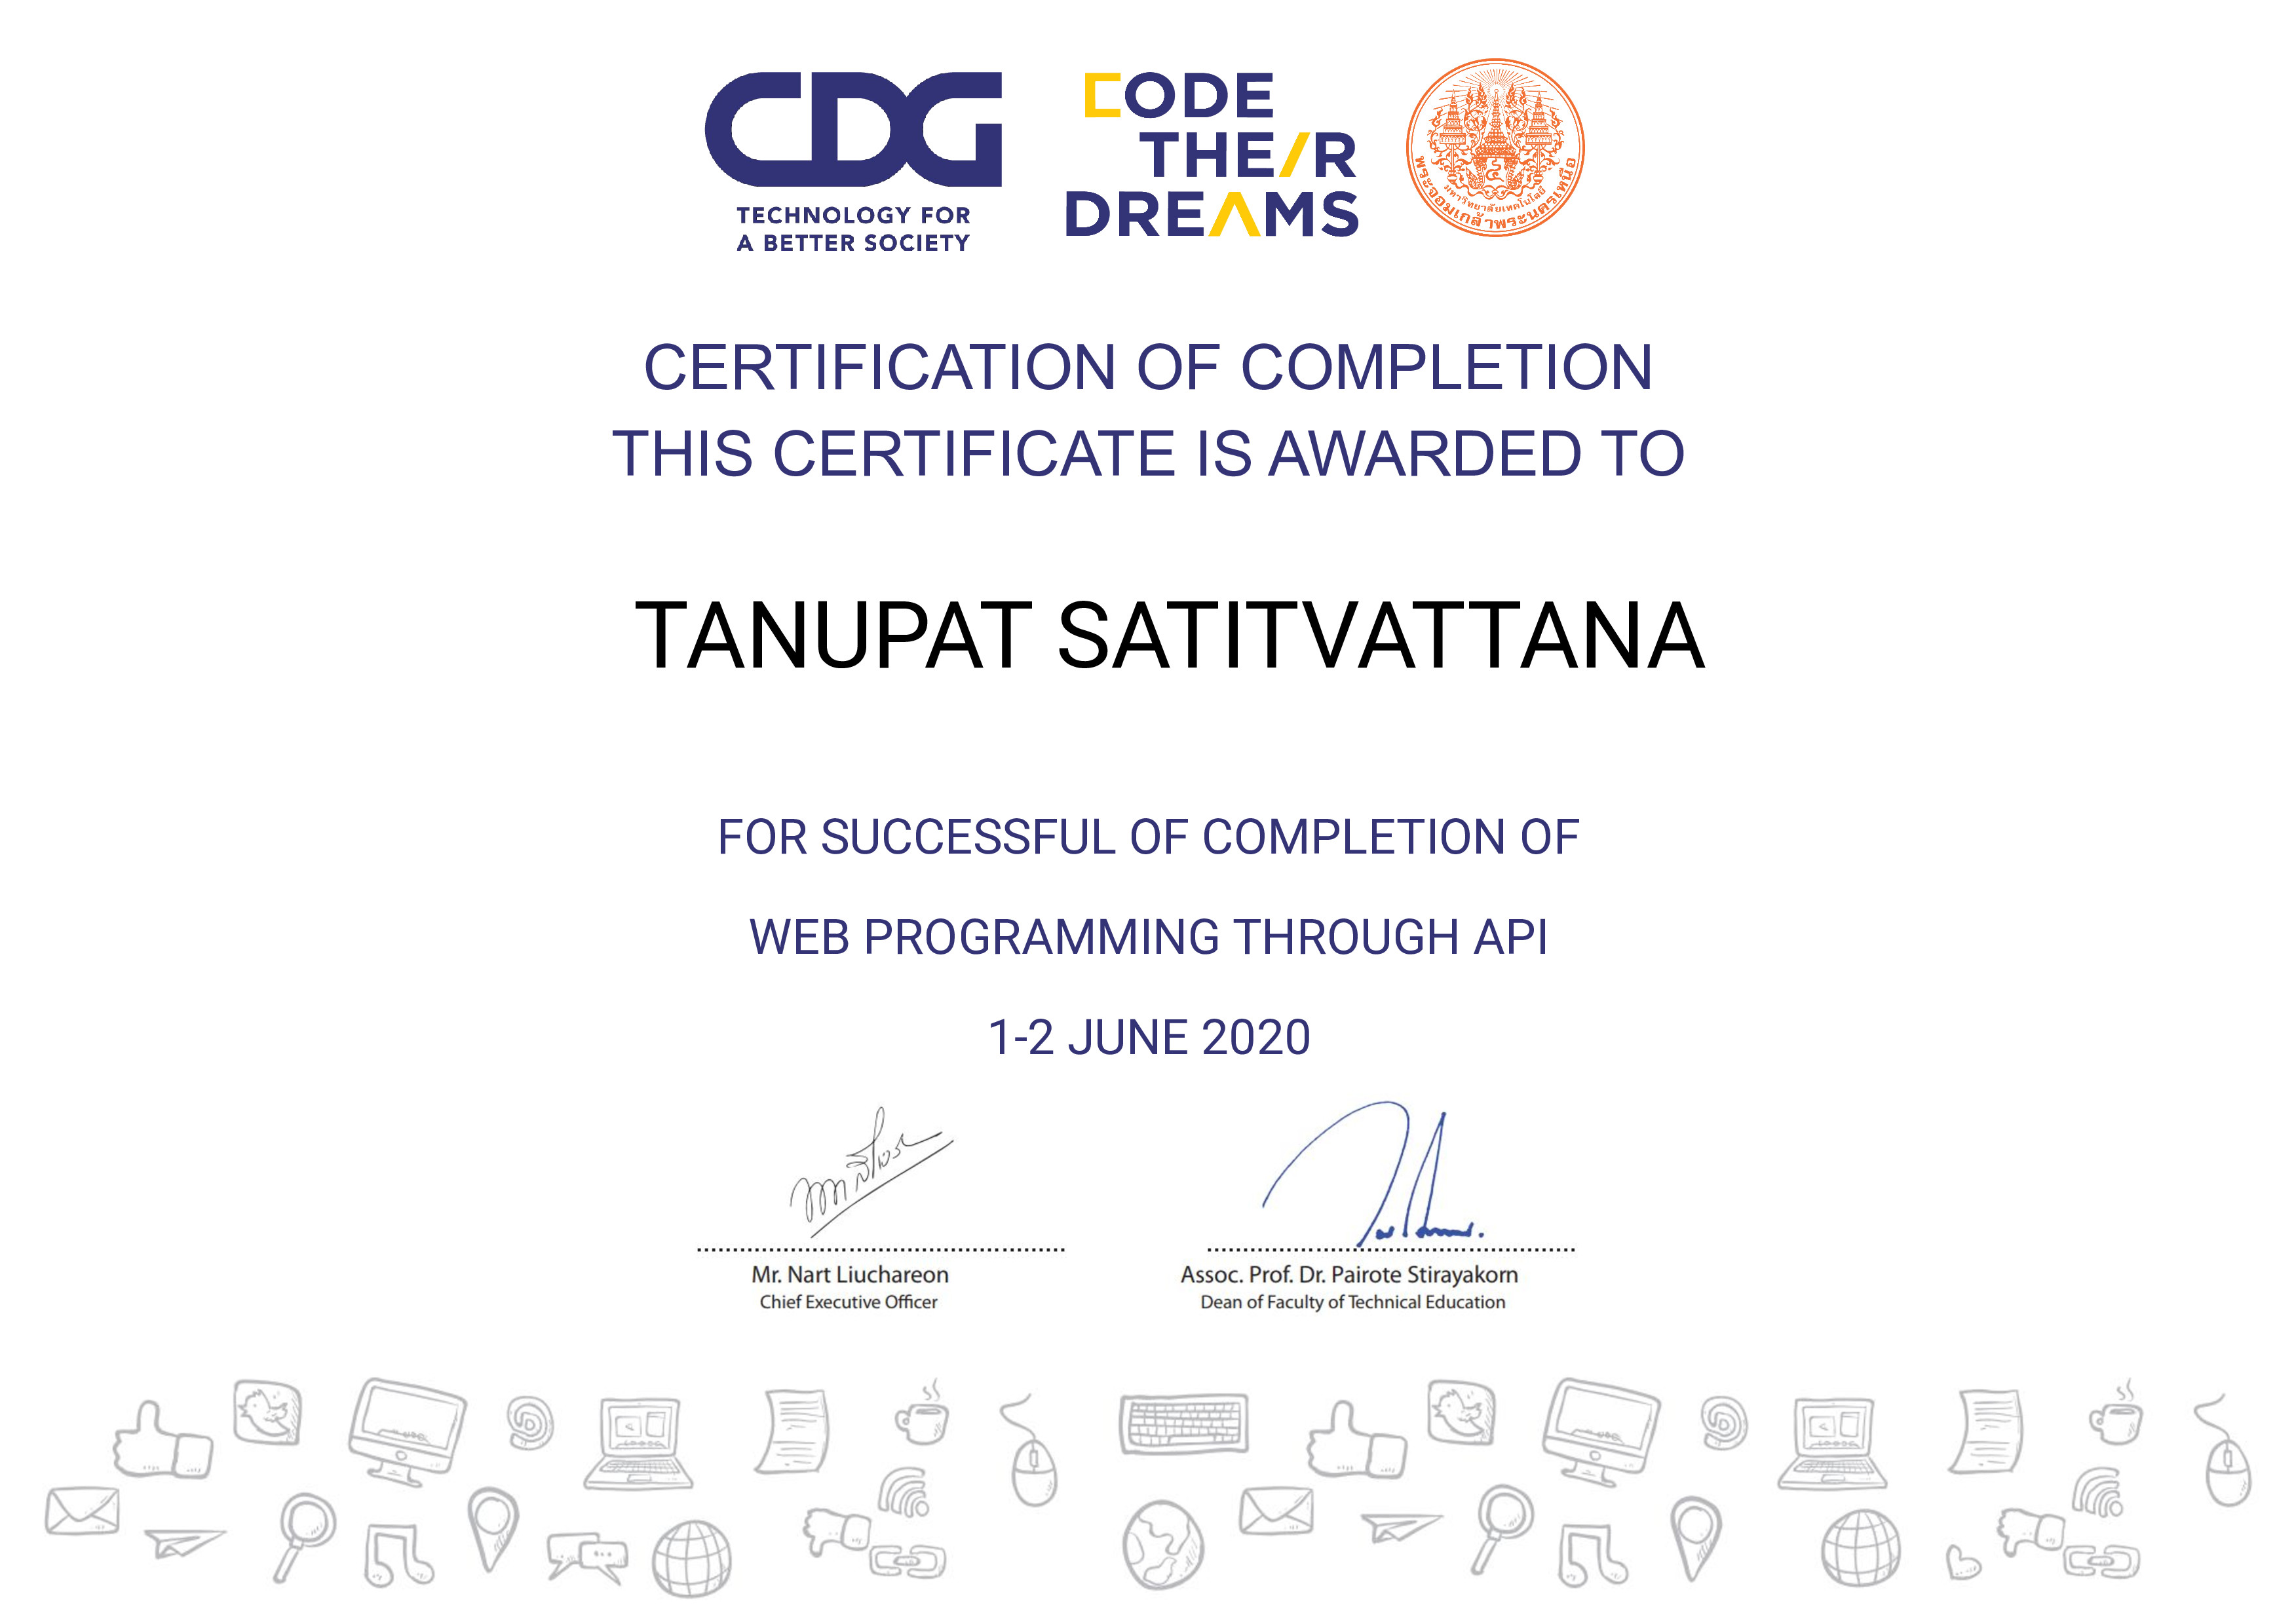 CDG
TECHNOLOGY FOR
A BETTER SOCIETY
CODE
THEIR
DREAMS
มหาวิทยาลัยเทคโนโลยี
พระจอมเกล้าพระนครเหนือ
CERTIFICATION OF COMPLETION
THIS CERTIFICATE IS AWARDED TO
TANUPAT SATITVATTANA
FOR SUCCESSFUL OF COMPLETION OF
WEB PROGRAMMING THROUGH API
1-2 JUNE 2020
Mr. Nart Liuchareon
Chief Executive Officer
Assoc. Prof. Dr. Pairote Stirayakorn
Dean of Faculty of Technical Education